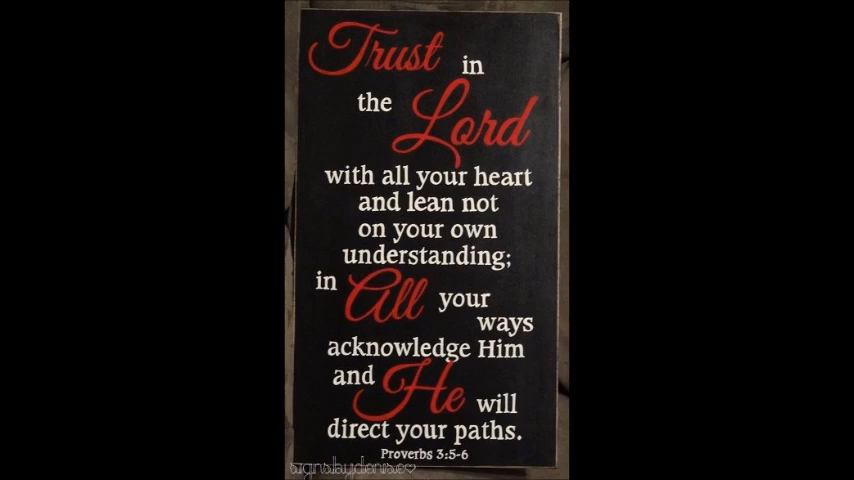 Trust in
the Lord
with all your heart
and lean not
on your own
understanding;
in All your
ways
acknowledge Him
and He will
direct your paths.
Proverbs 3:5-6
signsbydenise♡